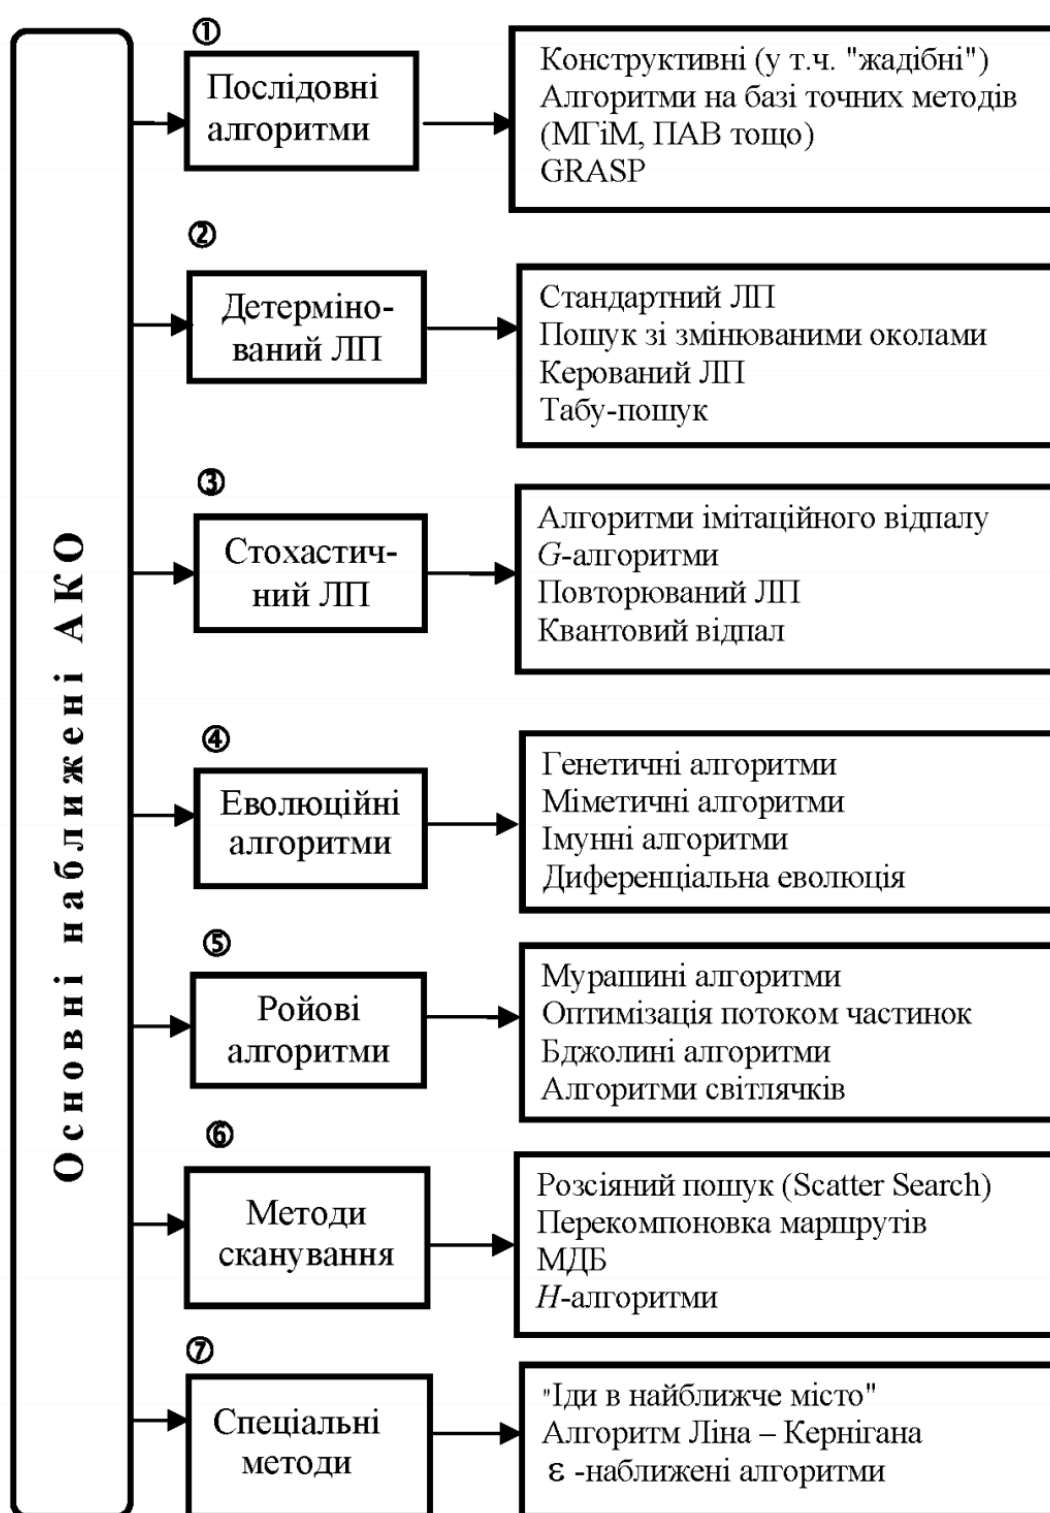 Основні наближені АКО
①
Послідовні
алгоритми
Конструктивні (у т.ч. "жадібні")
Алгоритми на базі точних методів
(МГіМ, ПАВ тощо)
GRASP
②
Детерміно-
ваний ЛП
Стандартний ЛП
Пошук зі змінюваними околами
Керований ЛП
Табу-пошук
③
Стохастич-
ний ЛП
Алгоритми імітаційного відпалу
G-алгоритми
Повторюваний ЛП
Квантовий відпал
④
Еволюційні
алгоритми
Генетичні алгоритми
Міметичні алгоритми
Імунні алгоритми
Диференціальна еволюція
⑤
Ройові
алгоритми
Мурашині алгоритми
Оптимізація потоком частинок
Бджолині алгоритми
Алгоритми світлячків
⑥
Методи
сканування
Розсіяний пошук (Scatter Search)
Перекомпоновка маршрутів
МДБ
H-алгоритми
⑦
Спеціальні
методи
"Іди в найближче місто"
Алгоритм Ліна – Кернігана
ε -наближені алгоритми